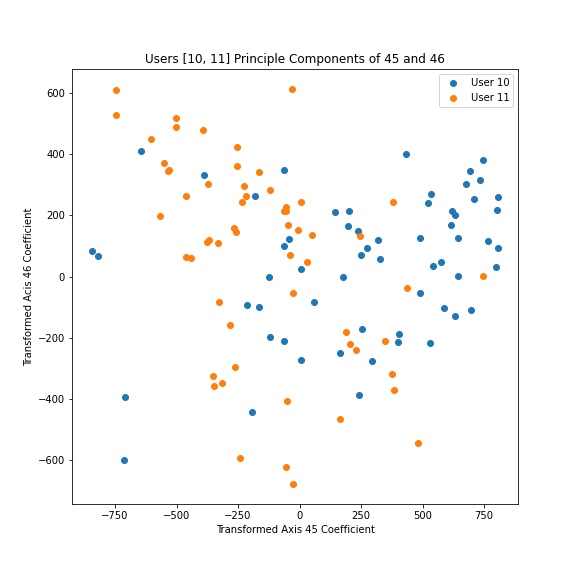 Users [10, 11] Principle Components of 45 and 46
User 10
User 11
Transformed Acis 46 Coefficient
600
400
200
0
−200
−400
−600
−750
−500
−250
0
250
500
750
Transformed Axis 45 Coefficient